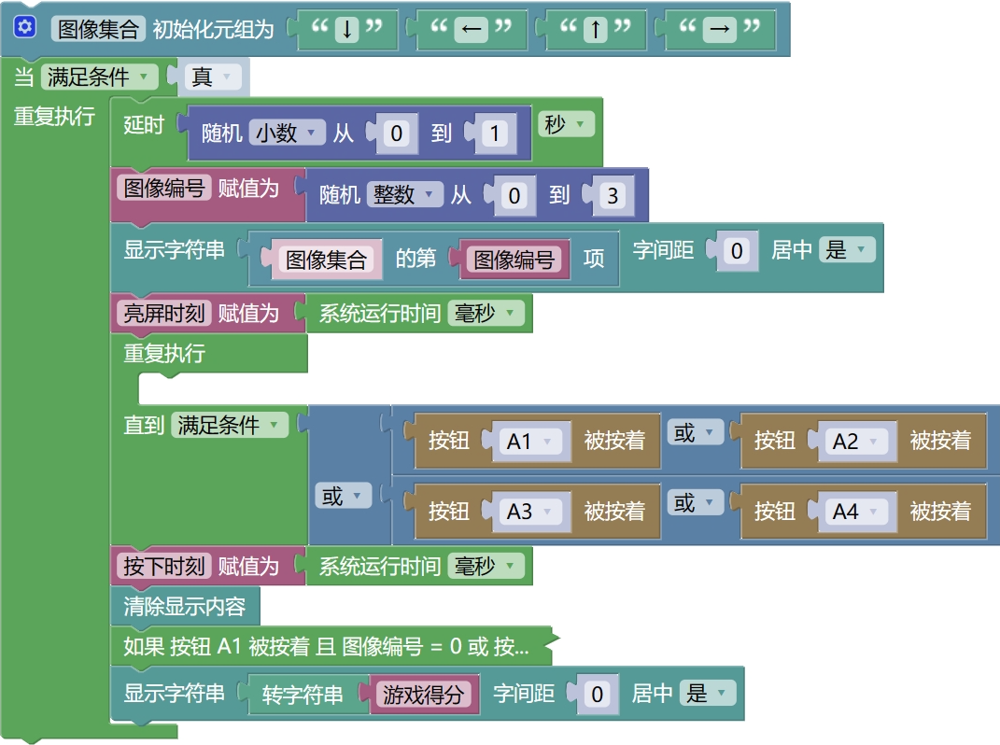 图像集合 初始化元组为 “ ↓ ” “ ← ” “ ↑ ” “ → ”
当 满足条件 真
重复执行
延时 随机 小数 从 0 到 1 秒
图像编号 赋值为 随机 整数 从 0 到 3
显示字符串 图像集合 的第 图像编号 项 字间距 0 居中 是
亮屏时刻 赋值为 系统运行时间 毫秒
重复执行
直到 满足条件
按钮 A1 被按着 或 按钮 A2 被按着
或
按钮 A3 被按着 或 按钮 A4 被按着
按下时刻 赋值为 系统运行时间 毫秒
清除显示内容
如果 按钮 A1 被按着 且 图像编号 = 0 或 按...
显示字符串 转字符串 游戏得分 字间距 0 居中 是